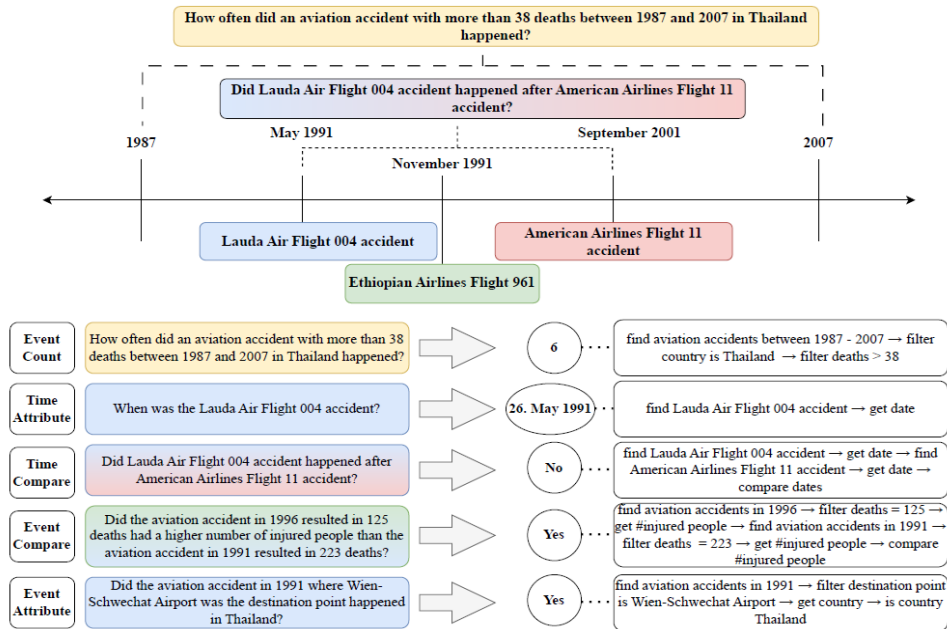 How often did an aviation accident with more than 38 deaths between 1987 and 2007 in Thailand
happened?
Did Lauda Air Flight 004 accident happened after American Airlines Flight 11
accident?
1987
May 1991
November 1991
September 2001
2007
Lauda Air Flight 004 accident
American Airlines Flight 11
accident
Ethiopian Airlines Flight 961
Event
Count
How often did an aviation accident with more than 38
deaths between 1987 and 2007 in Thailand happened?
6
find aviation accidents between 1987 - 2007 → filter
country is Thailand → filter deaths > 38
Time
Attribute
When was the Lauda Air Flight 004 accident?
26. May 1991
find Lauda Air Flight 004 accident → get date
Time
Compare
Did Lauda Air Flight 004 accident happened after
American Airlines Flight 11 accident?
No
find Lauda Air Flight 004 accident → get date → find
American Airlines Flight 11 accident → get date →
compare dates
Event
Compare
Did the aviation accident in 1996 resulted in 125
deaths had a higher number of injured people than the
aviation accident in 1991 resulted in 223 deaths?
Yes
find aviation accidents in 1996 → filter deaths = 125 →
get #injured people → find aviation accidents in 1991 →
filter deaths = 223 → get #injured people → compare
#injured people
Event
Attribute
Did the aviation accident in 1991 where Wien-
Schwechat Airport was the destination point happened
in Thailand?
Yes
find aviation accidents in 1991 → filter destination point
is Wien-Schwechat Airport → get country → is country
Thailand